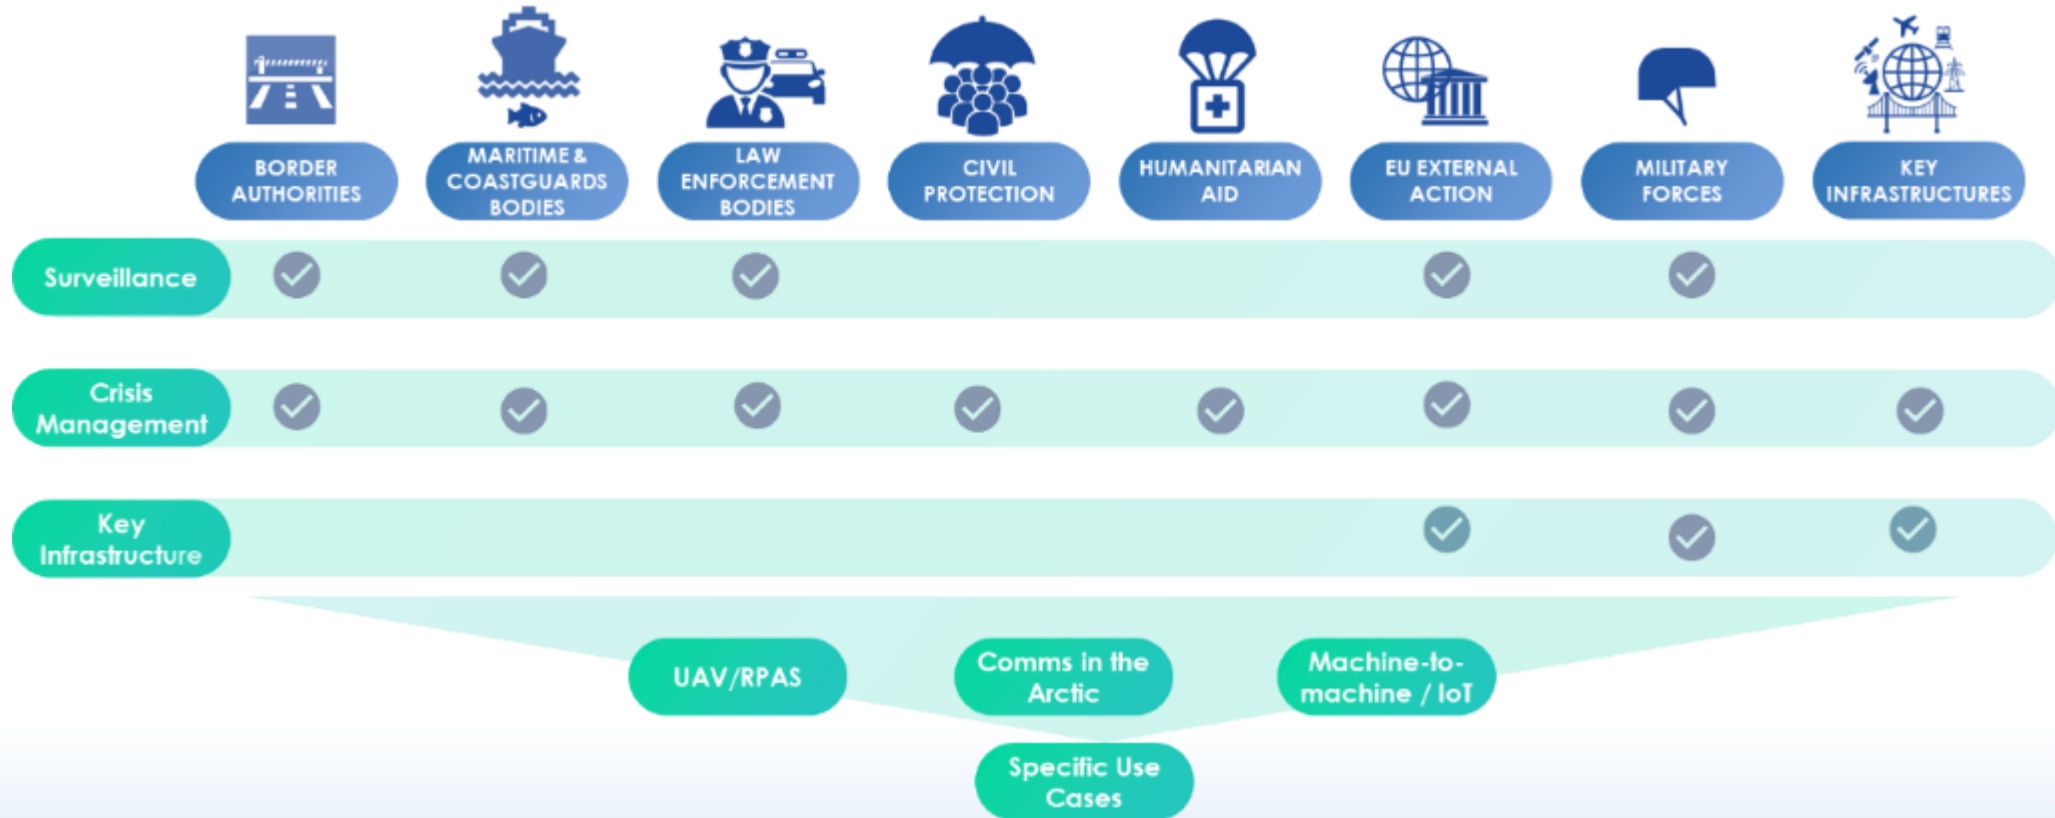 BORDER
AUTHORITIES
MARITIME &
COASTGUARDS
BODIES
LAW
ENFORCEMENT
BODIES
CIVIL
PROTECTION
HUMANITARIAN
AID
EU EXTERNAL
ACTION
MILITARY
FORCES
KEY
INFRASTRUCTURES
Surveillance
Crisis
Management
Key
Infrastructure
UAV/RPAS
Comms in the
Arctic
Machine-to-
machine / IoT
Specific Use
Cases